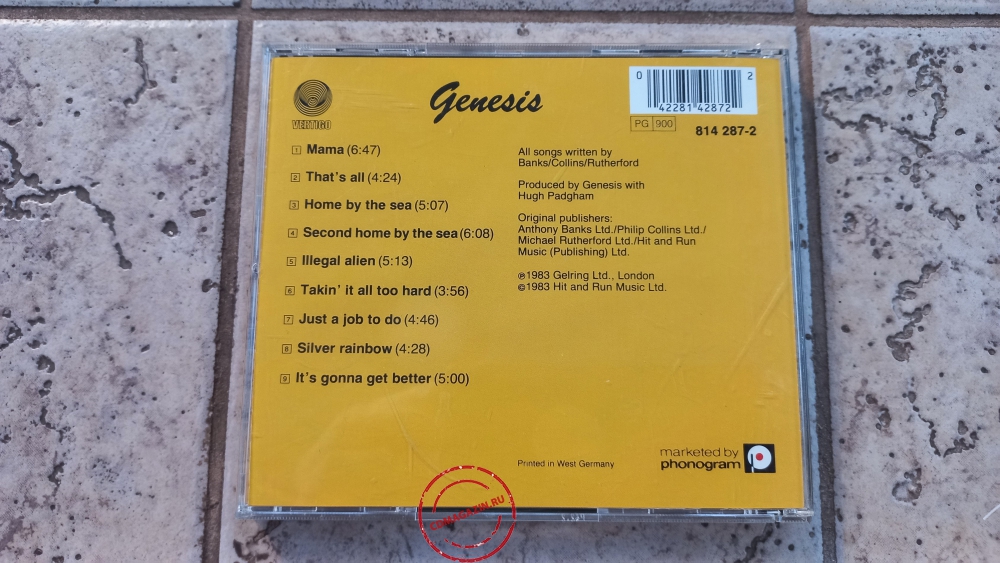 VERTIGO
Genesis
0 42281 42872 2
PG 900
814 287-2
1 Mama (6:47)
2 That's all (4:24)
3 Home by the sea (5:07)
4 Second home by the sea (6:08)
5 Illegal alien (5:13)
6 Takin' it all too hard (3:56)
7 Just a job to do (4:46)
8 Silver rainbow (4:28)
9 It's gonna get better (5:00)
All songs written by
Banks/Collins/Rutherford
Produced by Genesis with
Hugh Padgham
Original publishers:
Anthony Banks Ltd./Philip Collins Ltd./
Michael Rutherford Ltd./Hit and Run
Music (Publishing) Ltd.
℗1983 Gelring Ltd., London
©1983 Hit and Run Music Ltd.
Printed in West Germany
marketed by
phonogram